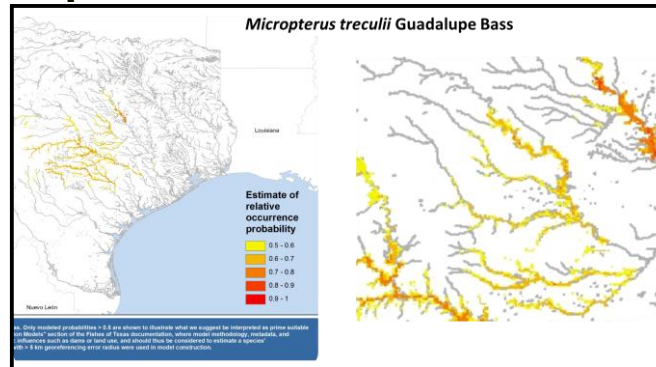 Micropterus treculii Guadalupe Bass
Louisiana
Estimate of
relative
occurrence
probability
0.5 - 0.6
0.6 - 0.7
0.7 - 0.8
0.8 - 0.9
0.9 - 1
Nuevo León
as. Only modeled probabilities > 0.5 are shown to illustrate what we suggest be interpreted as prime suitable
ion Models" section of the Fishes of Texas documentation, where model methodology, metadata, and
influences such as dams or land use, and should thus be considered to estimate a species'
with > 5 km georeferencing error radius were used in model construction.